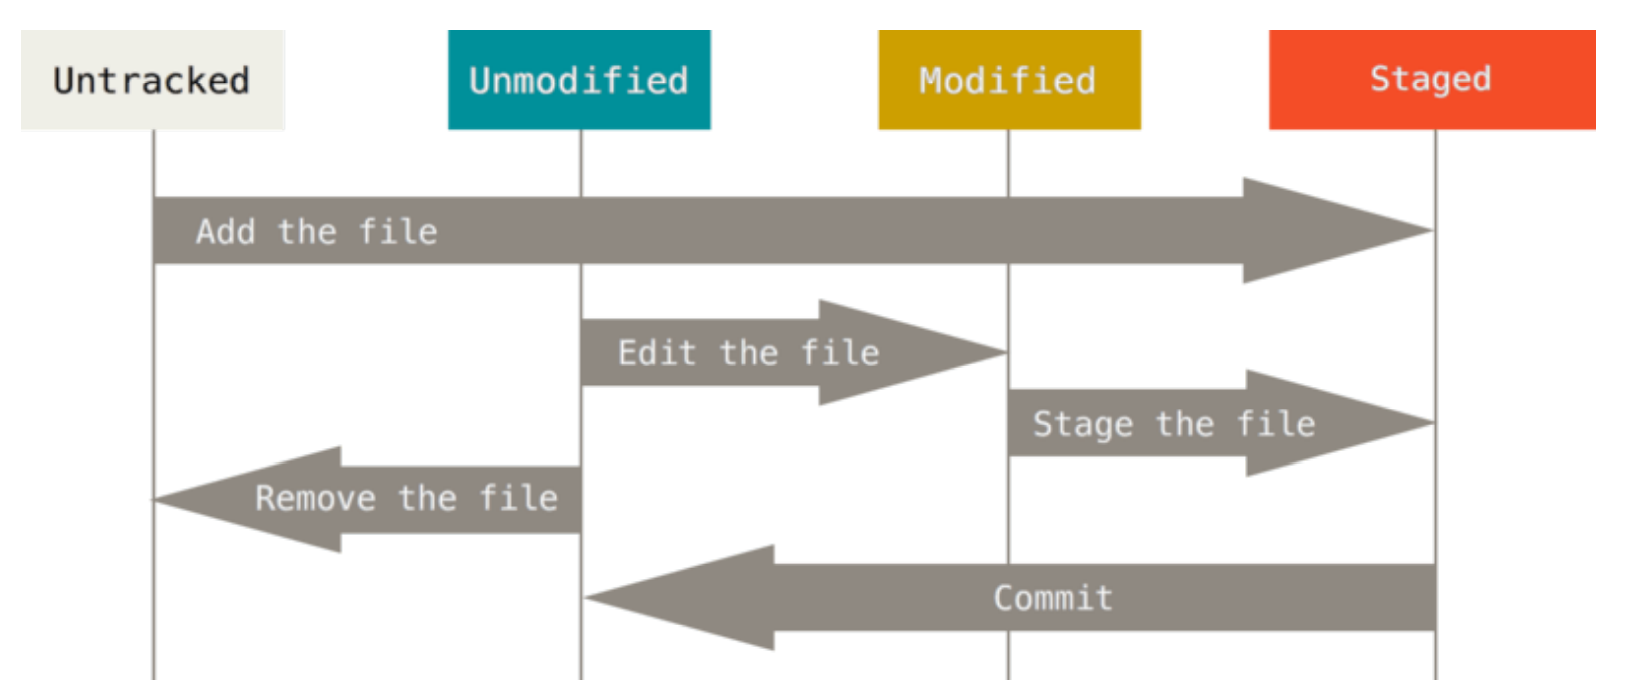 Untracked
Unmodified
Modified
Staged
Add the file
Edit the file
Stage the file
Remove the file
Commit